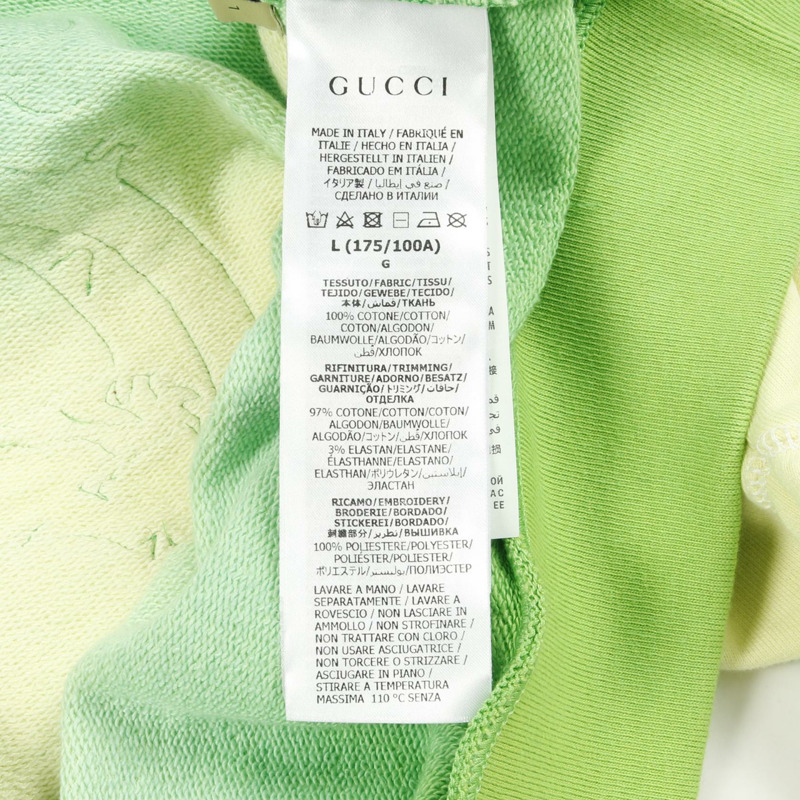 1
GUCCI
MADE IN ITALY / FABRIQUÉ EN
ITALIE / HECHO EN ITALIA /
HERGESTELLT IN ITALIEN /
FABRICADO EM ITÁLIA /
イタリア製 / صنع في إيطاليا /
СДЕЛАНО В ИТАЛИИ
L (175/100A)
G
TESSUTO/FABRIC/TISSU/
TEJIDO/GEWEBE/TECIDO/
本体/قماش/ТКАНЬ
100% COTONE/COTTON/
COTON/ALGODON/
BAUMWOLLE/ALGODÃO/コットン/
قطن/ХЛОПОК
RIFINITURA/TRIMMING/
GARNITURE/ADORNO/BESATZ/
GUARNIÇÃO/トリミング/حافات/
ОТДЕЛКА
97% COTONE/COTTON/COTON/
ALGODON/BAUMWOLLE/
ALGODÃO/コットン/قطن/ХЛОПОК
3% ELASTAN/ELASTANE/
ÉLASTHANNE/ELASTANO/
ELASTHAN/ポリウレタン/إيلاستين/
ЭЛАСТАН
RICAMO/EMBROIDERY/
BRODERIE/BORDADO/
STICKEREI/BORDADO/
刺繍部分/تطريز/ВЫШИВКА
100% POLIESTERE/POLYESTER/
POLIÉSTER/POLIESTER/
ポリエステル/بوليستر/ПОЛИЭСТЕР
LAVARE A MANO / LAVARE
SEPARATAMENTE / LAVARE A
ROVESCIO / NON LASCIARE IN
AMMOLLO / NON STROFINARE /
NON TRATTARE CON CLORO /
NON USARE ASCIUGATRICE /
NON TORCERE O STRIZZARE /
ASCIUGARE IN PIANO /
STIRARE A TEMPERATURA
MASSIMA 110 °C SENZA
ОЙ
AC
EE